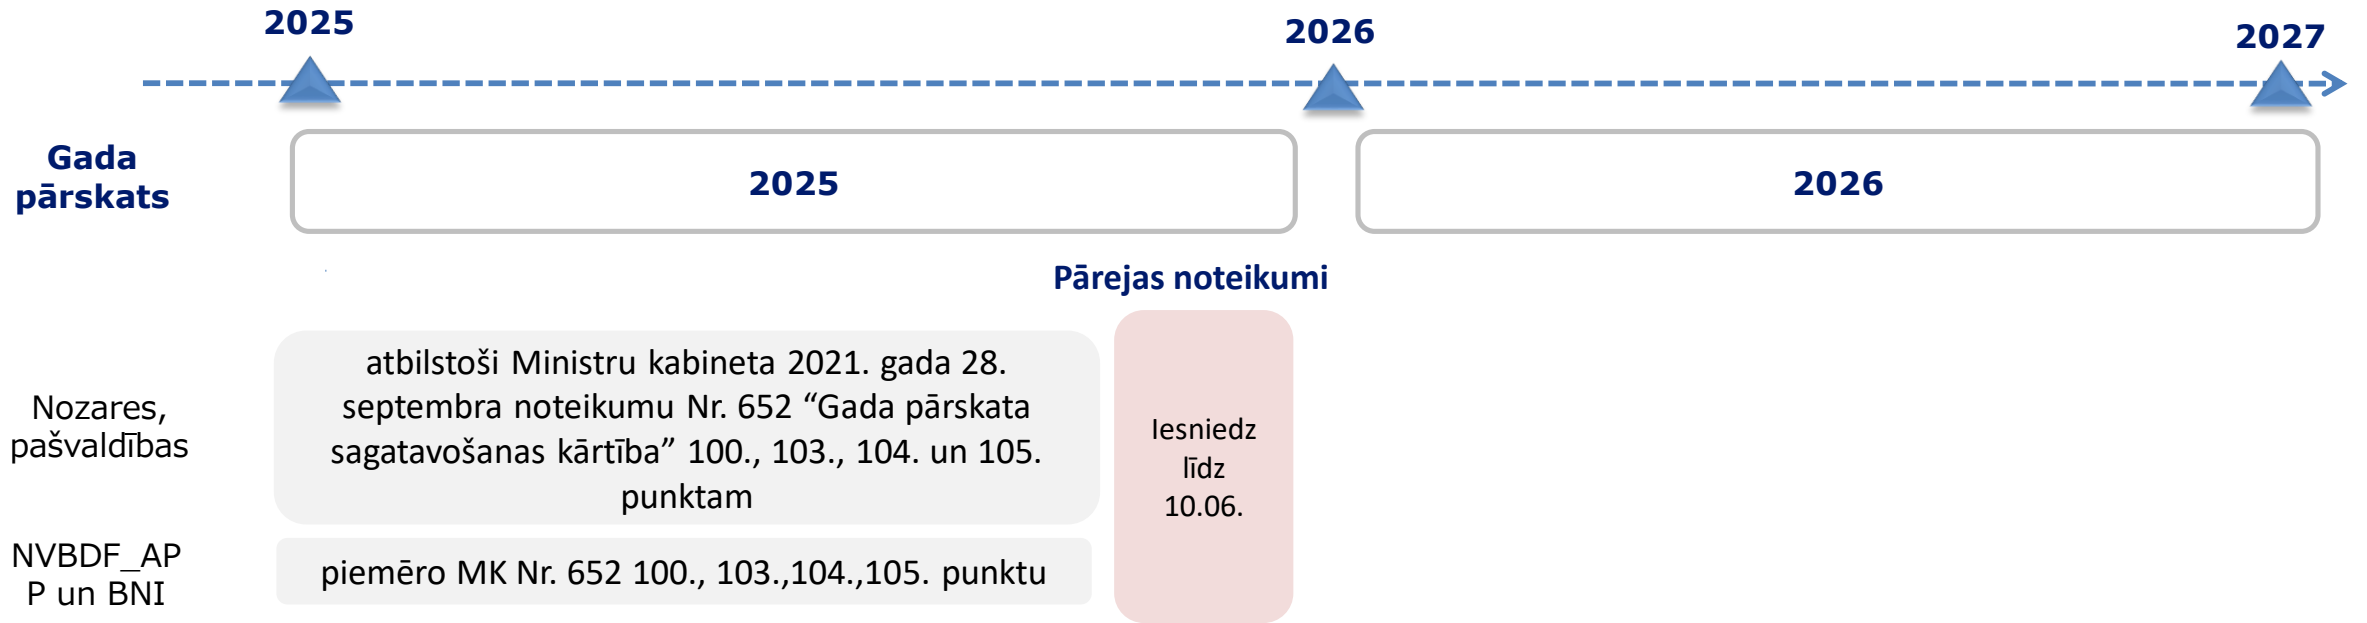 2025
2026
2027
Gada
pārskats
2025
2026
Pārejas noteikumi
Nozares,
pašvaldības
atbilstoši Ministru kabineta 2021. gada 28.
septembra noteikumu Nr. 652 “Gada pārskata
sagatavošanas kārtība” 100., 103., 104. un 105.
punktam
Iesniedz
līdz
10.06.
NVBDF_AP
P un BNI
piemēro MK Nr. 652 100., 103.,104.,105. punktu